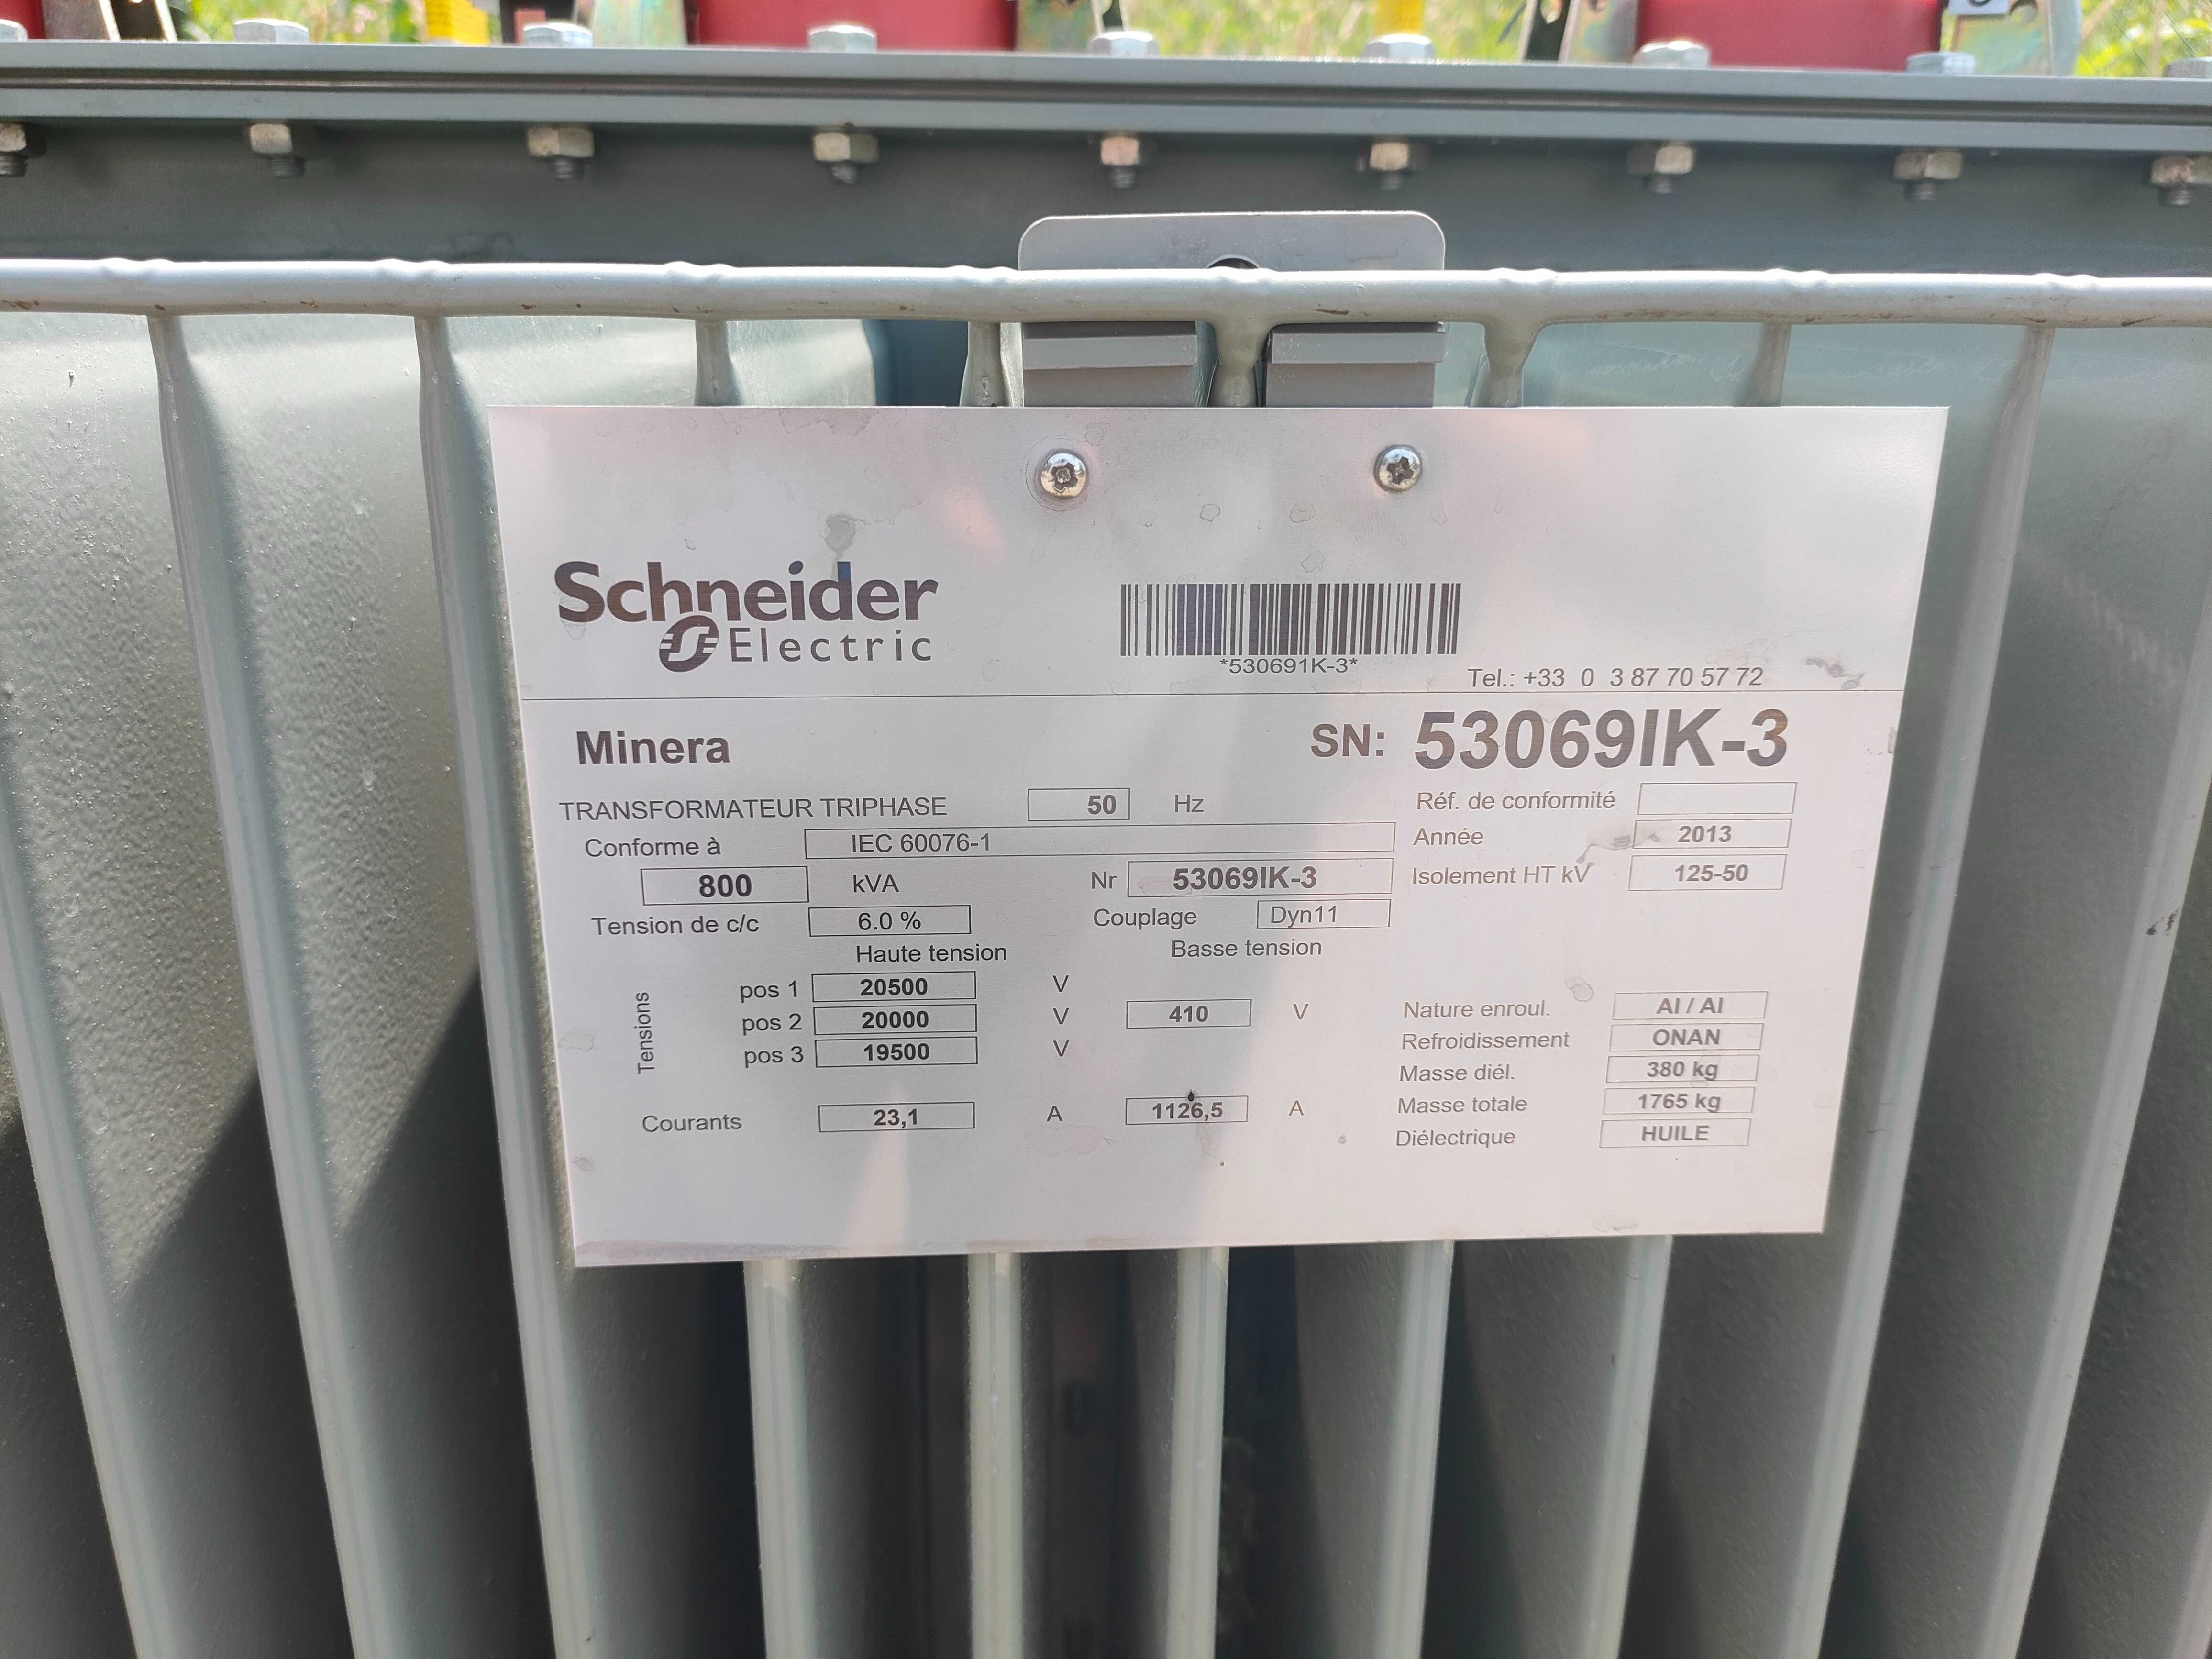 Schneider
Electric
*530691K-3*
Tel.: +33 0 3 87 70 57 72
Minera
SN: 53069IK-3
TRANSFORMATEUR TRIPHASE 50 Hz
Réf. de conformité
Conforme à IEC 60076-1
Année 2013
800 kVA
Nr 53069IK-3
Isolement HT kV 125-50
Tension de c/c 6.0 %
Couplage Dyn11
Haute tension
Basse tension
Tensions
pos 1 20500 V
pos 2 20000 V
410 V
pos 3 19500 V
Courants 23,1 A 1126,5 A
Nature enroul. Al / Al
Refroidissement ONAN
Masse diél. 380 kg
Masse totale 1765 kg
Diélectrique HUILE